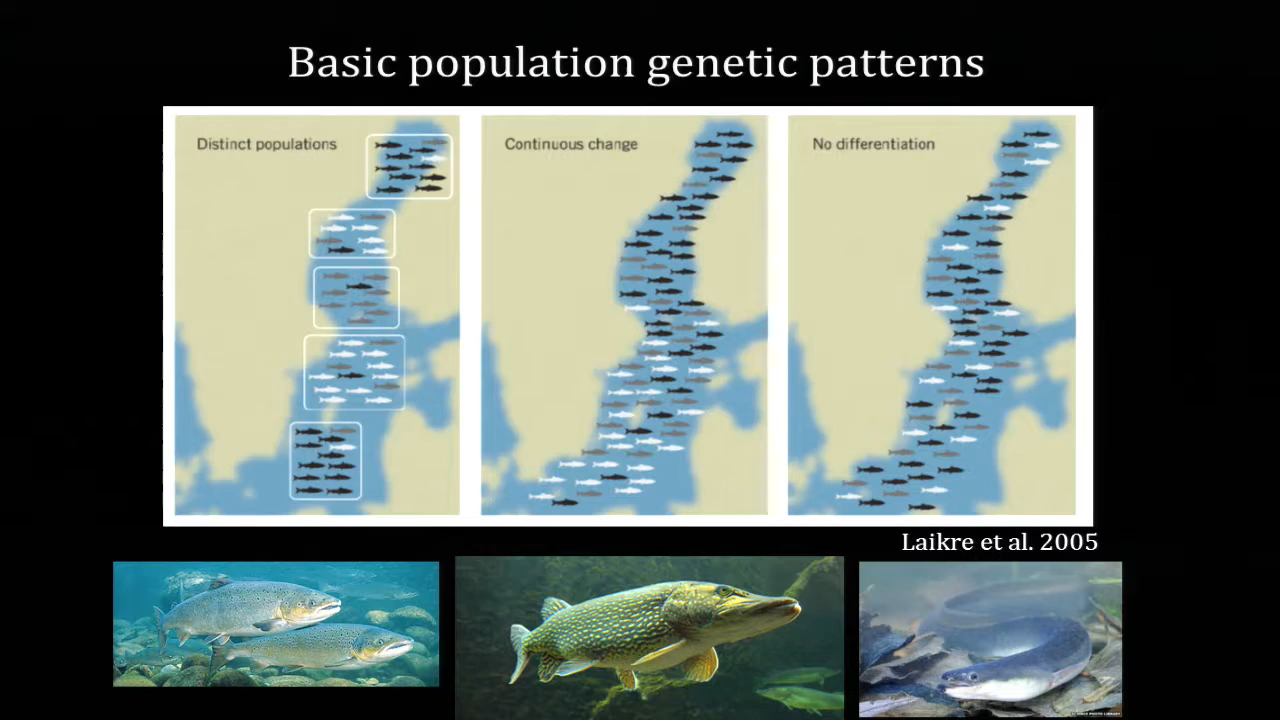 Basic population genetic patterns
Distinct populations
Continuous change
No differentiation
Laikre et al. 2005